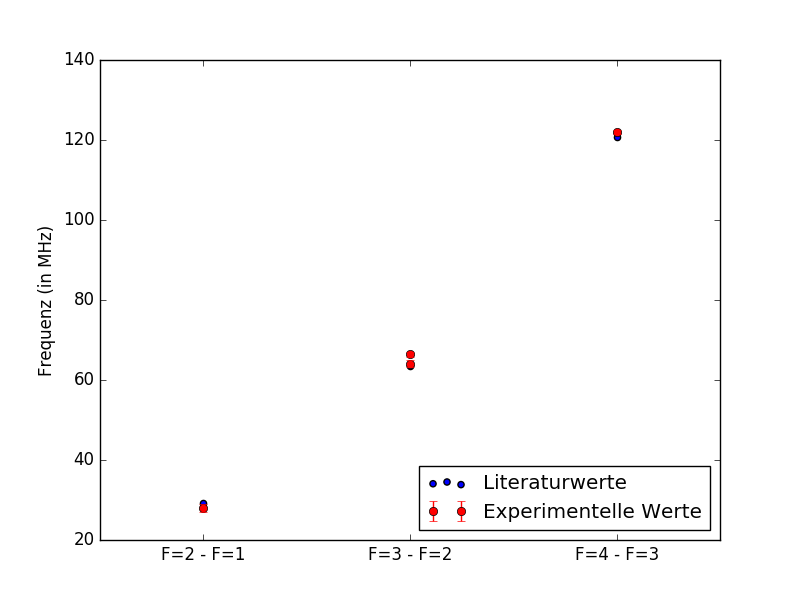 140
120
100
80
60
40
20
Frequenz (in MHz)
Literaturwerte
Experimentelle Werte
F=2 - F=1
F=3 - F=2
F=4 - F=3